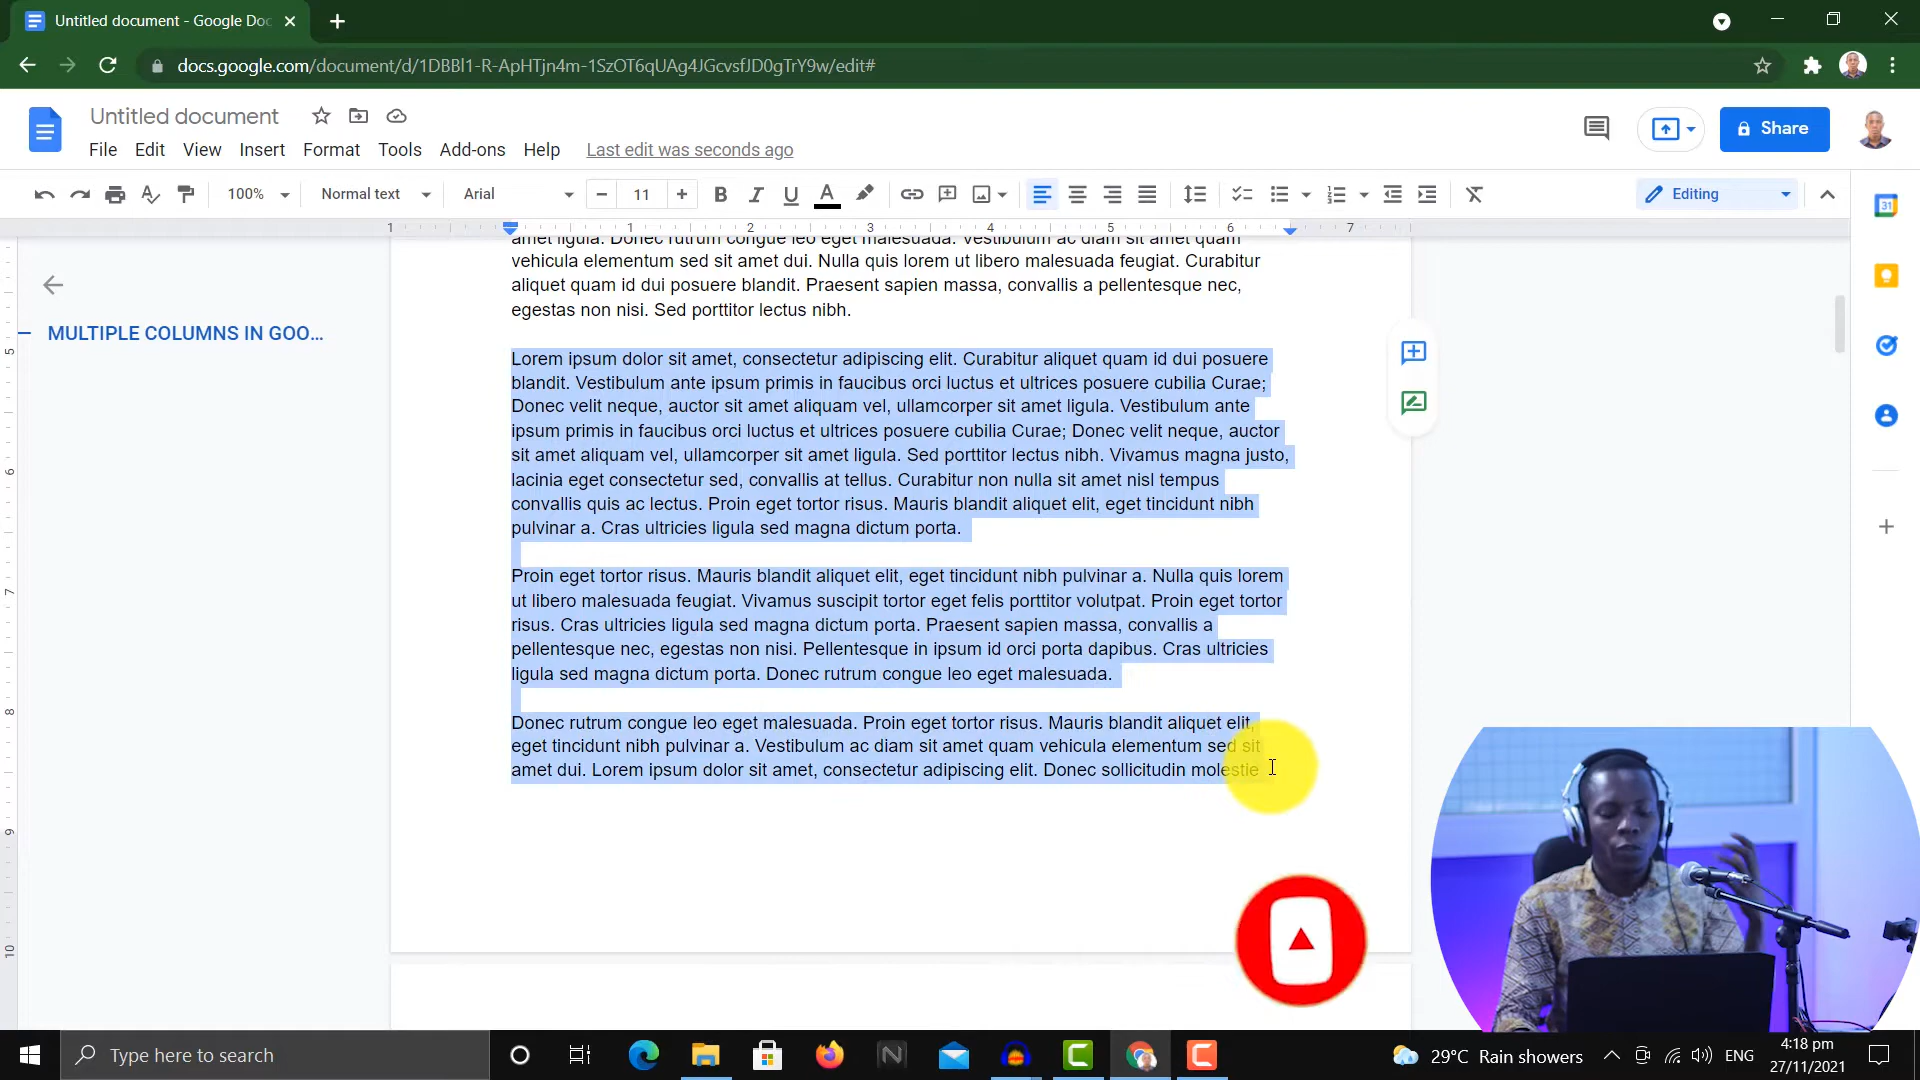 Untitled document - Google Doc
docs.google.com/document/d/1DBBl1-R-ApHTjn4m-1SzOT6qUAg4JGcvsfJD0gTrY9w/edit#
Untitled document
Share
File Edit View Insert Format Tools Add-ons Help Last edit was seconds ago
100% Normal text Arial 11 Editing
1 1 2 3 4 5 6 7
31
amet ligula. Donec rutrum congue leo eget malesuada. Vestibulum ac diam sit amet quam
vehicula elementum sed sit amet dui. Nulla quis lorem ut libero malesuada feugiat. Curabitur
aliquet quam id dui posuere blandit. Praesent sapien massa, convallis a pellentesque nec,
egestas non nisi. Sed porttitor lectus nibh.
MULTIPLE COLUMNS IN GOO...
Lorem ipsum dolor sit amet, consectetur adipiscing elit. Curabitur aliquet quam id dui posuere
blandit. Vestibulum ante ipsum primis in faucibus orci luctus et ultrices posuere cubilia Curae;
Donec velit neque, auctor sit amet aliquam vel, ullamcorper sit amet ligula. Vestibulum ante
ipsum primis in faucibus orci luctus et ultrices posuere cubilia Curae; Donec velit neque, auctor
sit amet aliquam vel, ullamcorper sit amet ligula. Sed porttitor lectus nibh. Vivamus magna justo,
lacinia eget consectetur sed, convallis at tellus. Curabitur non nulla sit amet nisl tempus
convallis quis ac lectus. Proin eget tortor risus. Mauris blandit aliquet elit, eget tincidunt nibh
pulvinar a. Cras ultricies ligula sed magna dictum porta.
Proin eget tortor risus. Mauris blandit aliquet elit, eget tincidunt nibh pulvinar a. Nulla quis lorem
ut libero malesuada feugiat. Vivamus suscipit tortor eget felis porttitor volutpat. Proin eget tortor
risus. Cras ultricies ligula sed magna dictum porta. Praesent sapien massa, convallis a
pellentesque nec, egestas non nisi. Pellentesque in ipsum id orci porta dapibus. Cras ultricies
ligula sed magna dictum porta. Donec rutrum congue leo eget malesuada.
Donec rutrum congue leo eget malesuada. Proin eget tortor risus. Mauris blandit aliquet elit,
eget tincidunt nibh pulvinar a. Vestibulum ac diam sit amet quam vehicula elementum sed sit
amet dui. Lorem ipsum dolor sit amet, consectetur adipiscing elit. Donec sollicitudin molestie
5
6
7
8
9
10
Type here to search
29°C Rain showers
ENG
4:18 pm
27/11/2021